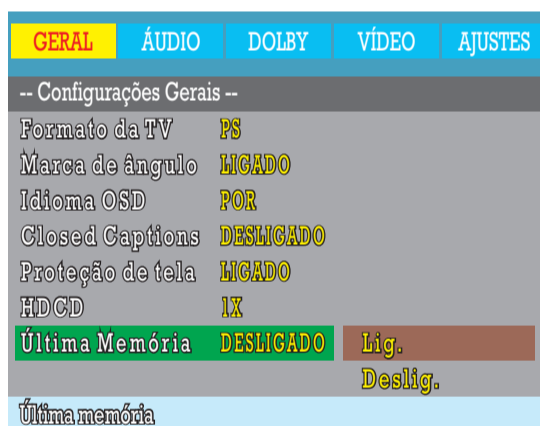 GERAL ÁUDIO DOLBY VÍDEO AJUSTES
-- Configurações Gerais --
Formato da TV PS
Marca de ângulo LIGADO
Idioma OSD POR
Closed Captions DESLIGADO
Proteção de tela LIGADO
HDCD 1X
Última Memória DESLIGADO Lig.
Deslig.
Última memória